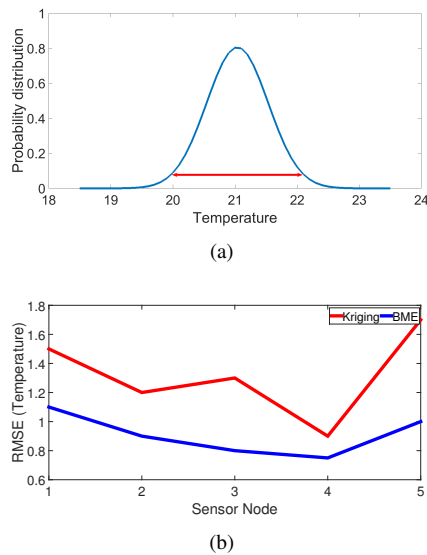 1
0.8
0.6
0.4
0.2
0
Probability distribution
18 19 20 21 22 23 24
Temperature
(a)
1.8
1.6
1.4
1.2
1
0.8
0.6
RMSE (Temperature)
Kriging BME
1 2 3 4 5
Sensor Node
(b)